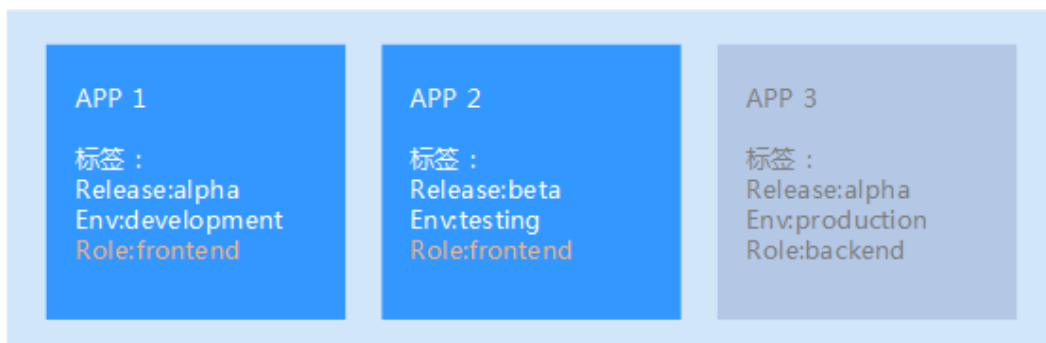 APP 1
标签：
Release:alpha
Env:development
Role:frontend
APP 2
标签：
Release:beta
Env:testing
Role:frontend
APP 3
标签：
Release:alpha
Env:production
Role:backend